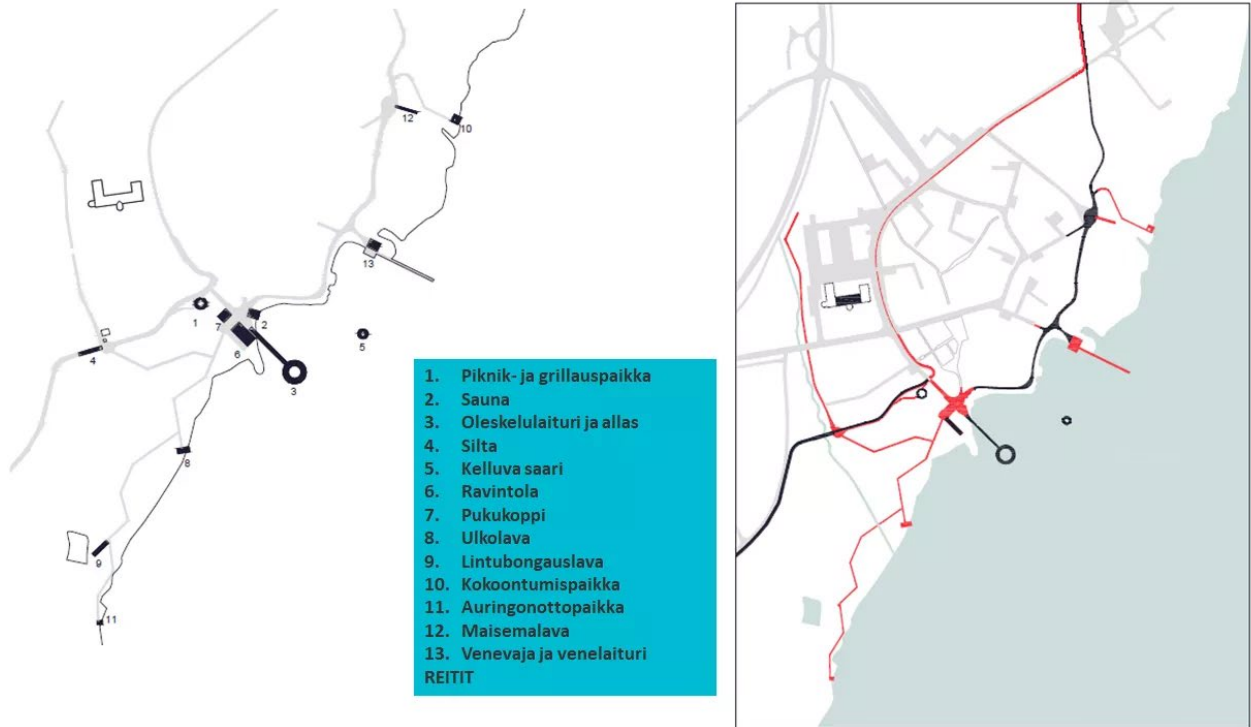 12
10
13
1
7
2
6
5
4
3
8
9
11
1. Piknik- ja grillauspaikka
2. Sauna
3. Oleskelulaituri ja allas
4. Silta
5. Kelluva saari
6. Ravintola
7. Pukukoppi
8. Ulkolava
9. Lintubongauslava
10. Kokoontumispaikka
11. Auringonottopaikka
12. Maisemalava
13. Venevaja ja venelaituri
REITIT